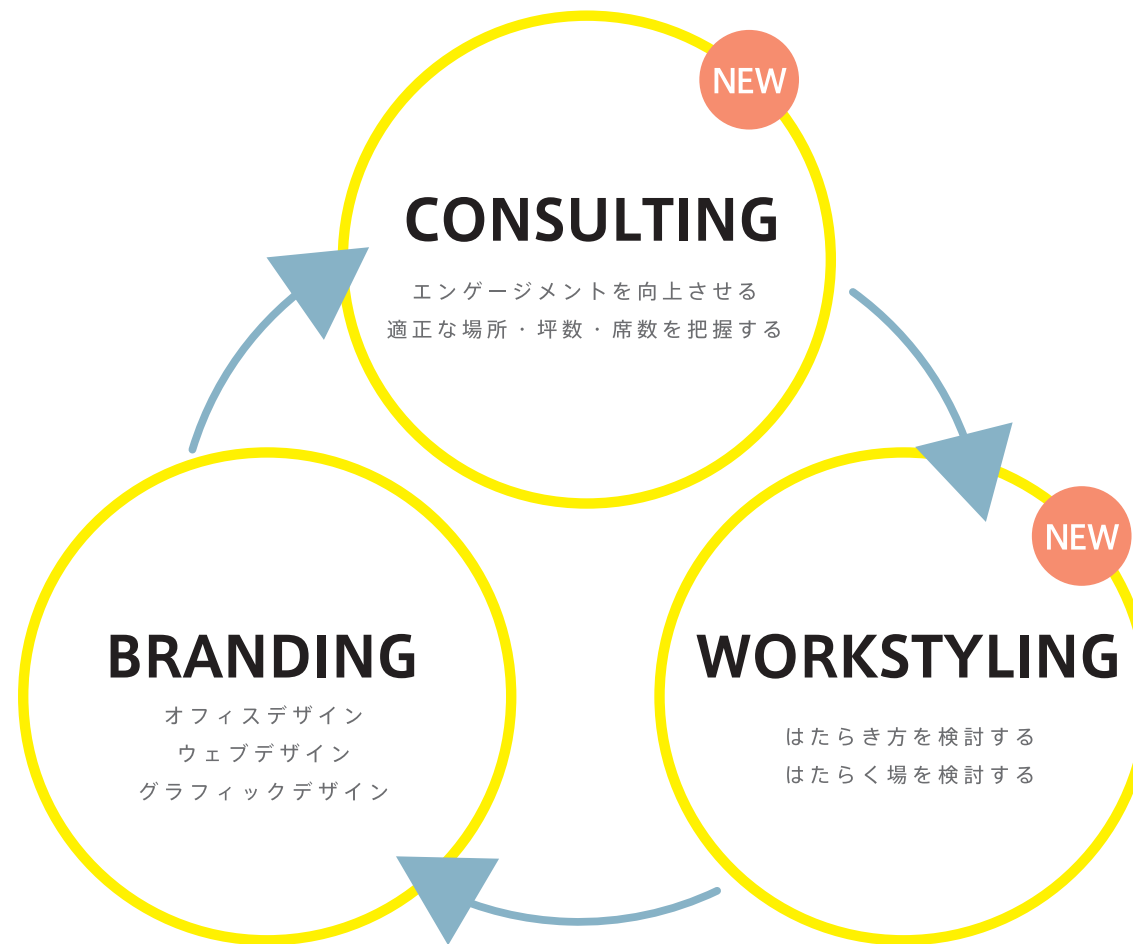 NEW
CONSULTING
エンゲージメントを向上させる
適正な場所・坪数・席数を把握する
NEW
BRANDING
オフィスデザイン
ウェブデザイン
グラフィックデザイン
WORKSTYLING
はたらき方を検討する
はたらく場を検討する